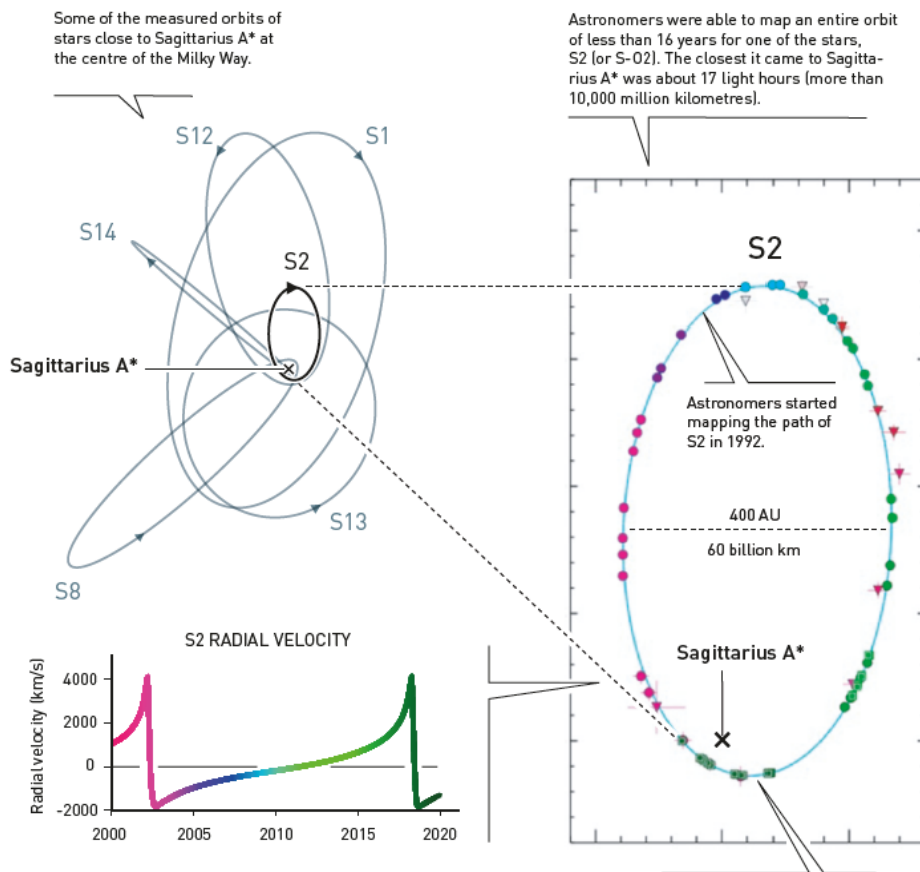 Some of the measured orbits of
stars close to Sagittarius A* at
the centre of the Milky Way.
Astronomers were able to map an entire orbit
of less than 16 years for one of the stars,
S2 (or S-O2). The closest it came to Sagitta-
rius A* was about 17 light hours (more than
10,000 million kilometres).
S12
S1
S14
S2
Sagittarius A*
S13
S8
S2
Astronomers started
mapping the path of
S2 in 1992.
400 AU
60 billion km
Sagittarius A*
S2 RADIAL VELOCITY
Radial velocity (km/s)
4000
2000
0
-2000
2000
2005
2010
2015
2020